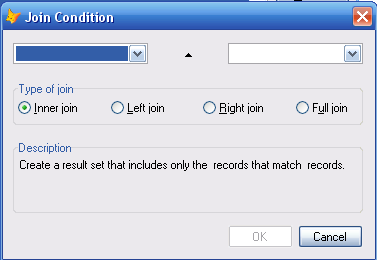 Join Condition
Type of join
Inner join Left join Right join Full join
Description
Create a result set that includes only the records that match records.
OK Cancel